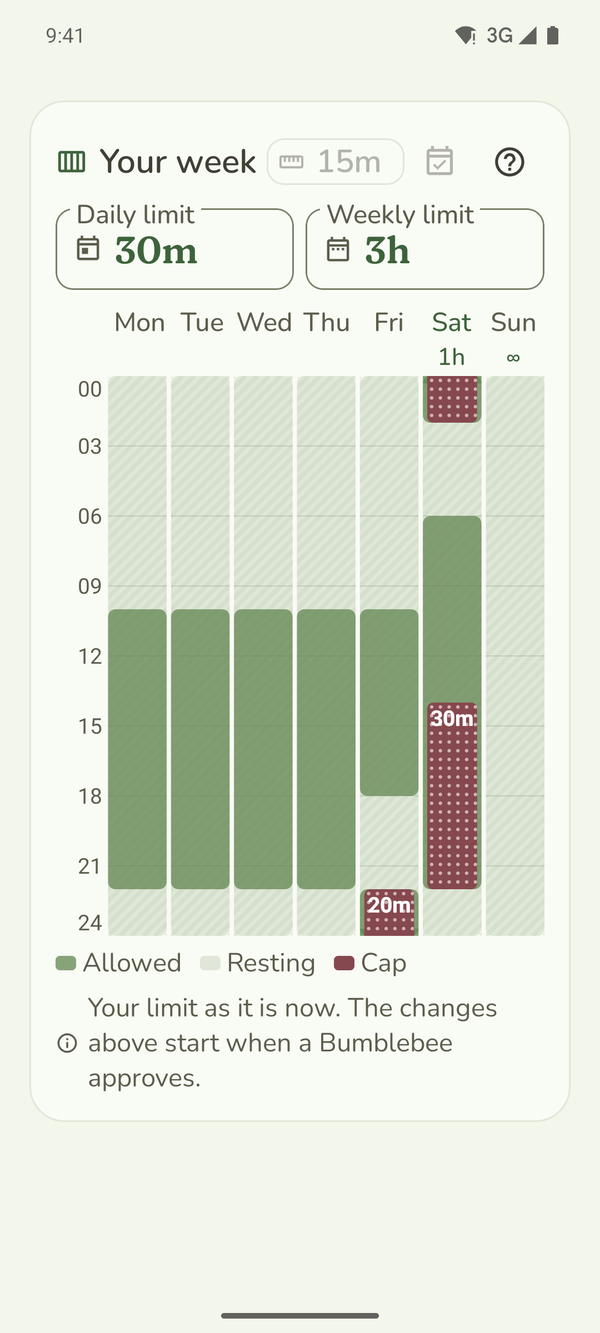 9:41
3G
Your week
15m
Daily limit
Weekly limit
30m
3h
Mon Tue Wed Thu Fri Sat Sun
1h ∞
00
03
06
09
12
15
30m
18
21
20m
24
Allowed Resting Cap
Your limit as it is now. The changes
above start when a Bumblebee
approves.